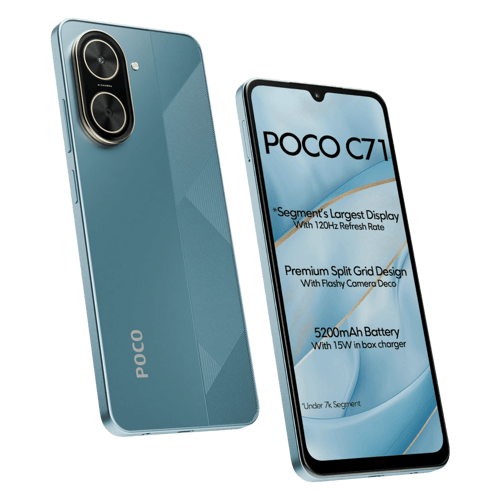 POCO
POCO C71
*Segment's Largest Display
With 120Hz Refresh Rate
Premium Split Grid Design
With Flashy Camera Deco
5200mAh Battery
With 15W in box charger
*Under 7k Segment